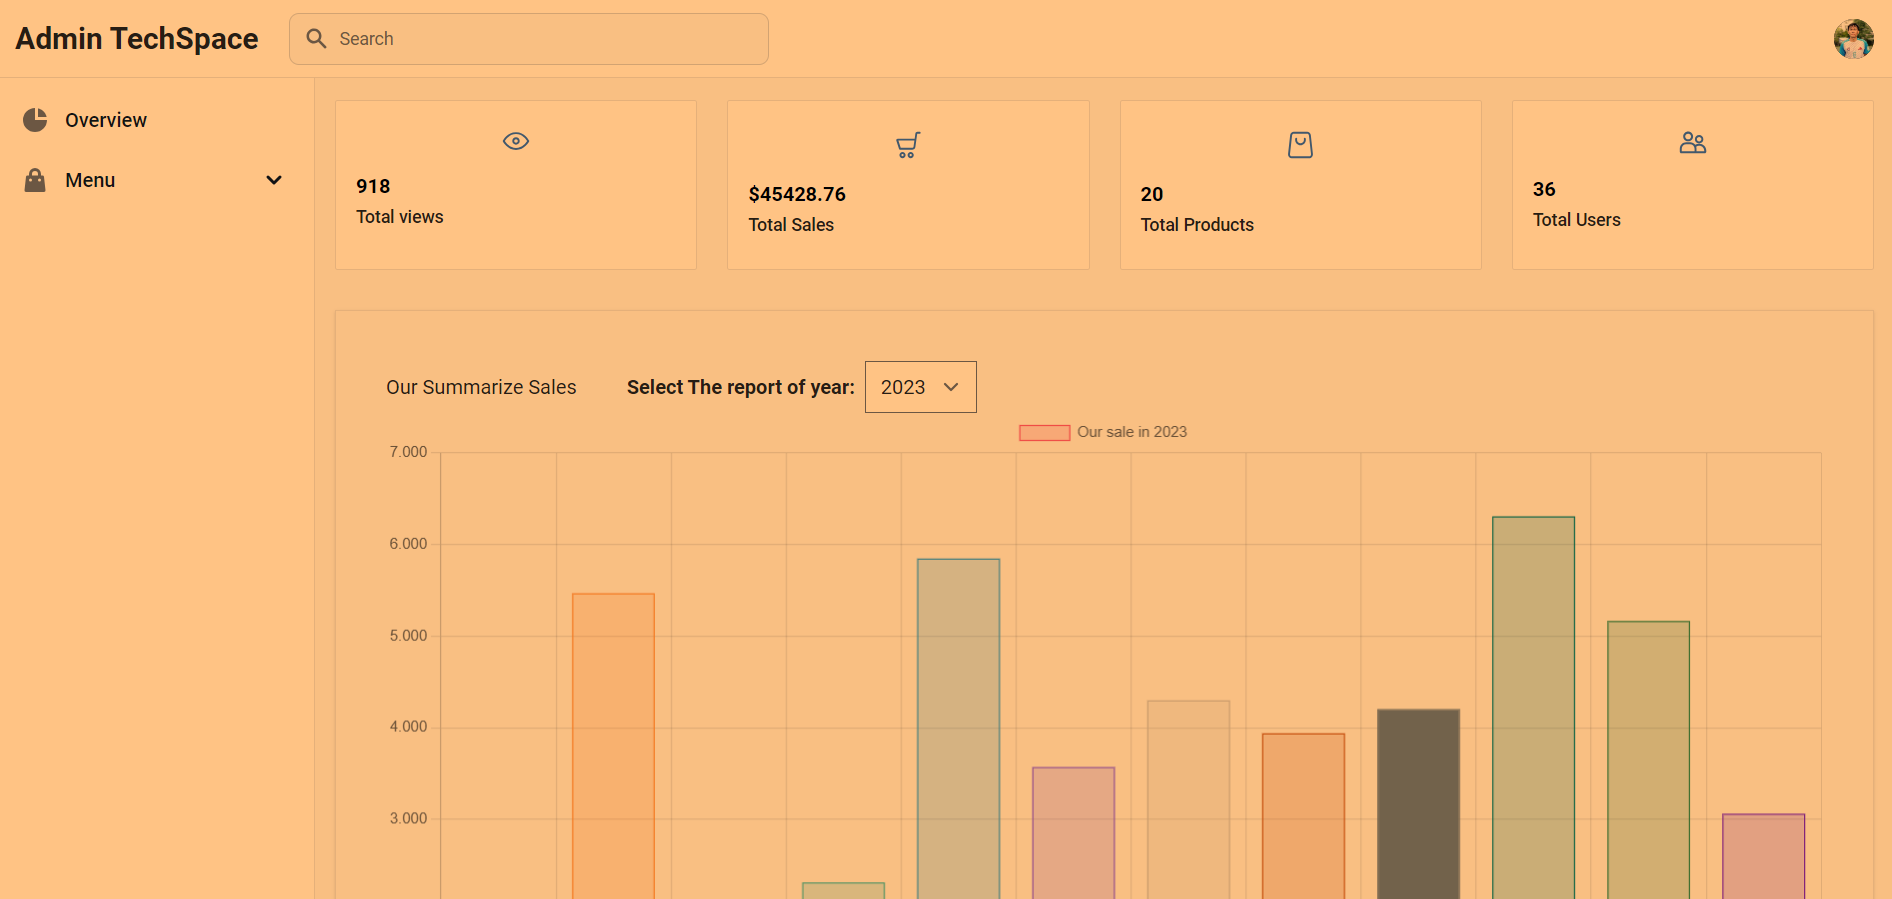 Admin TechSpace
Search
Overview
Menu
918
Total views
$45428.76
Total Sales
20
Total Products
36
Total Users
Our Summarize Sales
Select The report of year:
2023
Our sale in 2023
7.000
6.000
5.000
4.000
3.000